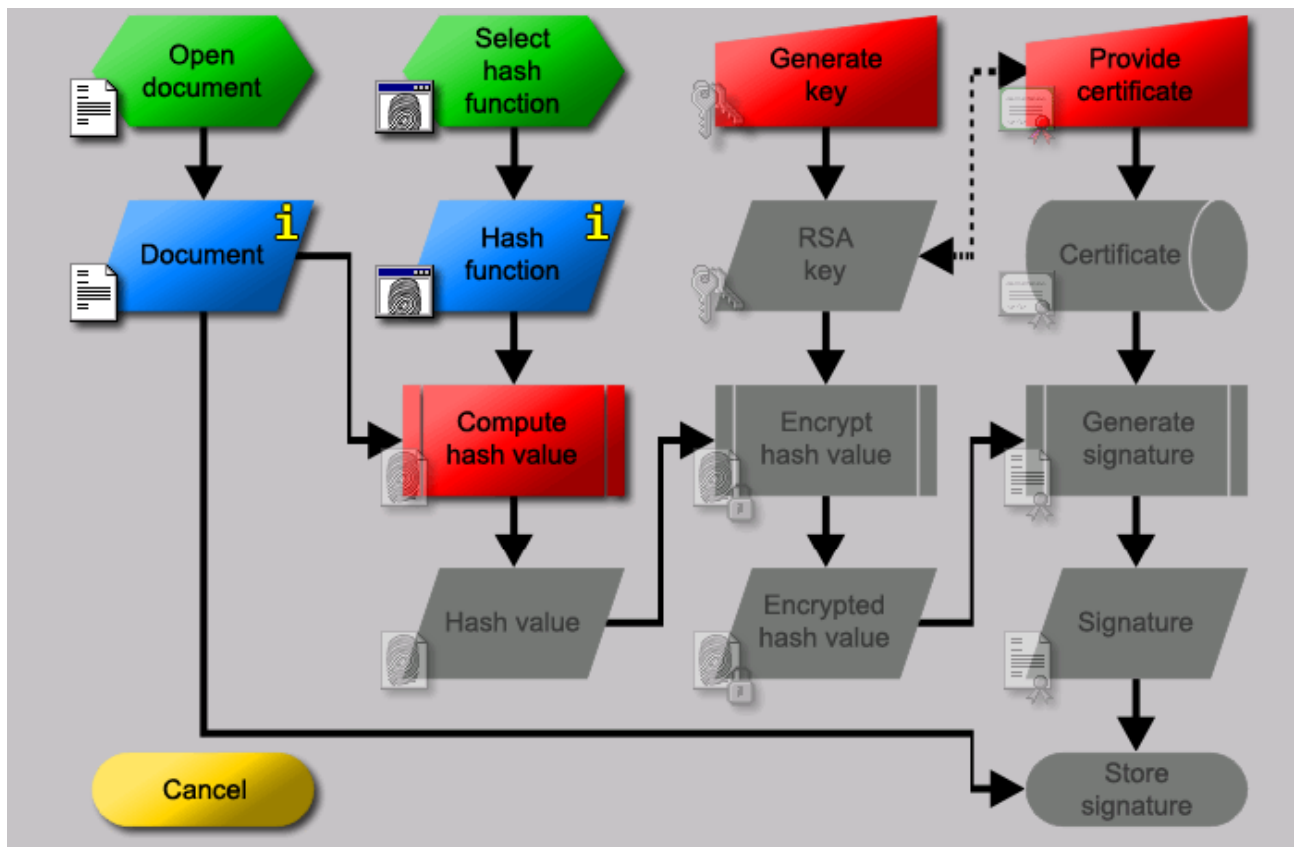 Open
document
Select
hash
function
Generate
key
Provide
certificate
Document
i
Hash
function
i
RSA
key
Certificate
Compute
hash value
Encrypt
hash value
Generate
signature
Hash value
Encrypted
hash value
Signature
Cancel
Store
signature